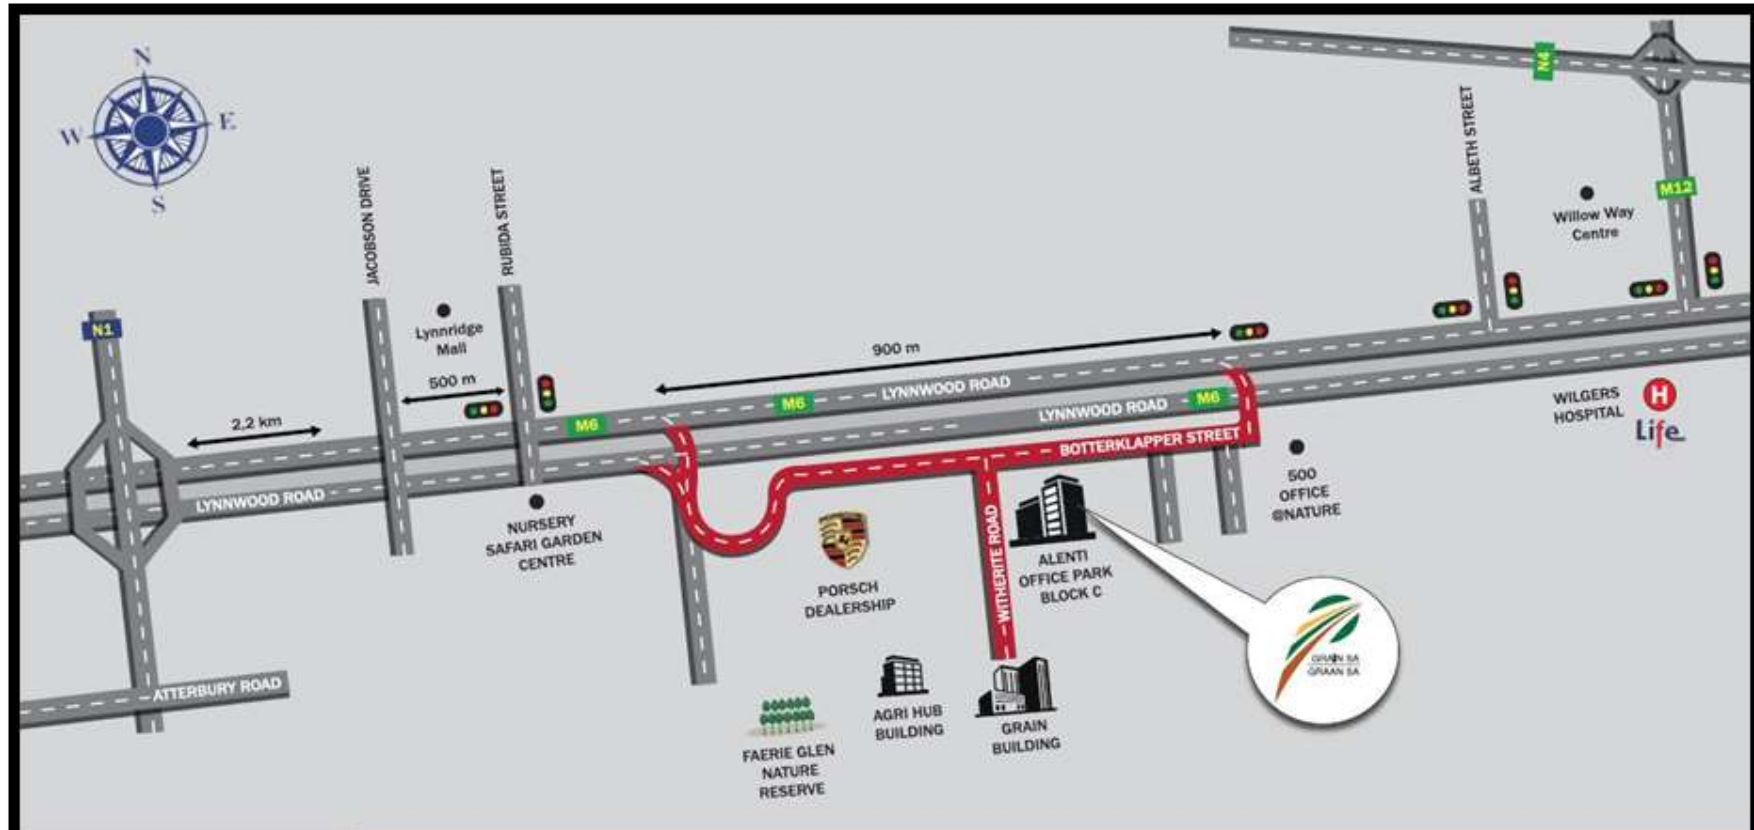 N
W
E
S
N4
M12
ALBETH STREET
Willow Way
Centre
JACOBSON DRIVE
RUBIDA STREET
N1
Lynnridge
Mall
500 m
2,2 km
900 m
M6
M6
LYNNWOOD ROAD
LYNNWOOD ROAD
M6
LYNNWOOD ROAD
BOTTERKLAPPER STREET
WILGERS
HOSPITAL
H
Life
500
OFFICE
@NATURE
NURSERY
SAFARI GARDEN
CENTRE
PORSCH
DEALERSHIP
WITHERITE ROAD
ALENTI
OFFICE PARK
BLOCK C
GRAIN SA
GRAAN SA
ATTERBURY ROAD
FAERIE GLEN
NATURE
RESERVE
AGRI HUB
BUILDING
GRAIN
BUILDING